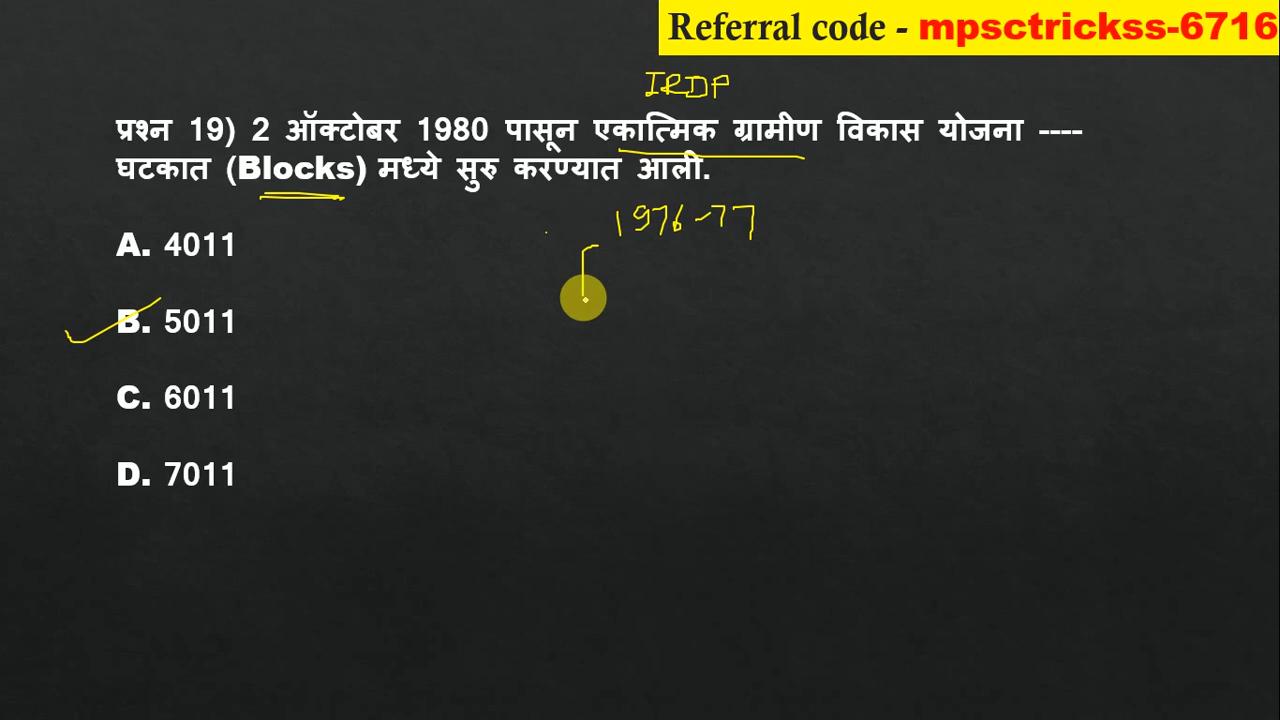 Referral code - mpsctrickss-6716
IRDP
प्रश्न 19) 2 ऑक्टोबर 1980 पासून एकात्मिक ग्रामीण विकास योजना ----
घटकात (Blocks) मध्ये सुरु करण्यात आली.
1976-77
A. 4011
B. 5011
C. 6011
D. 7011